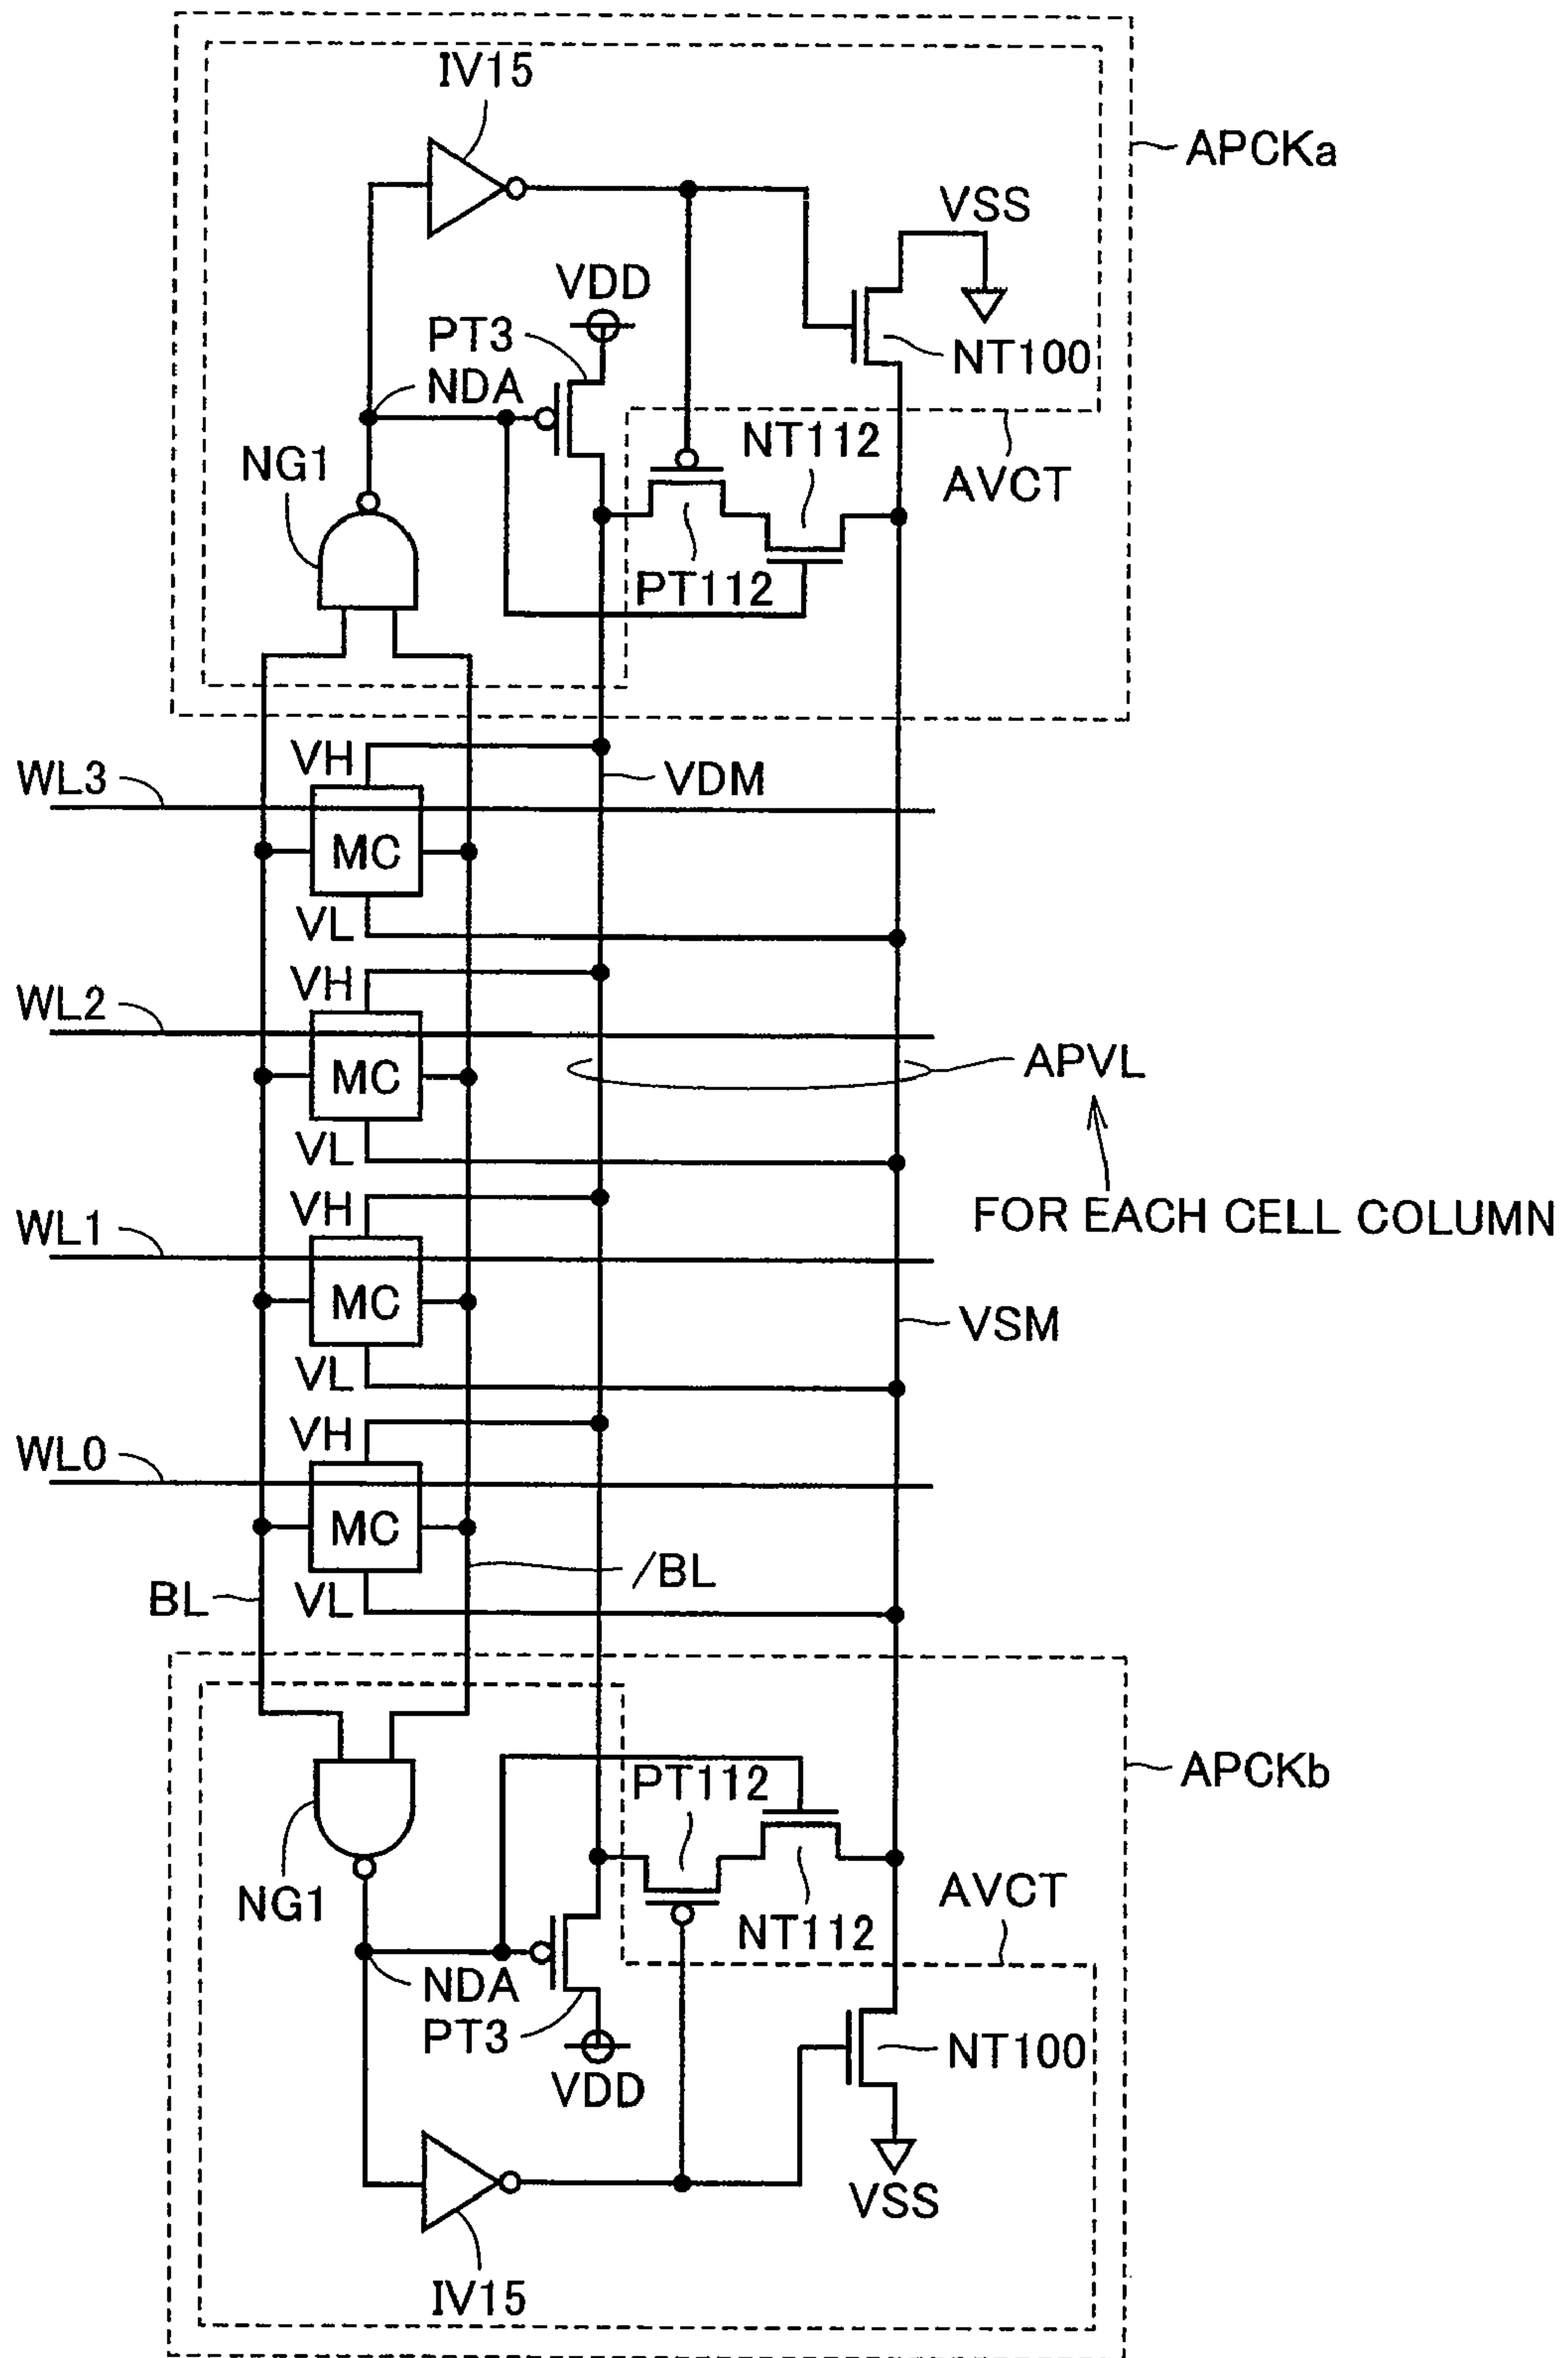 IV15
APCKa
VSS
VDD
PT3
NDA
NT100
NT112
NG1
AVCT
PT112
VH
VDM
WL3
MC
VL
VH
WL2
MC
APVL
VL
VH
FOR EACH CELL COLUMN
WL1
MC
VSM
VL
VH
WL0
MC
/BL
BL
VL
PT112
APCKb
NG1
NT112
AVCT
NDA
PT3
NT100
VDD
VSS
IV15